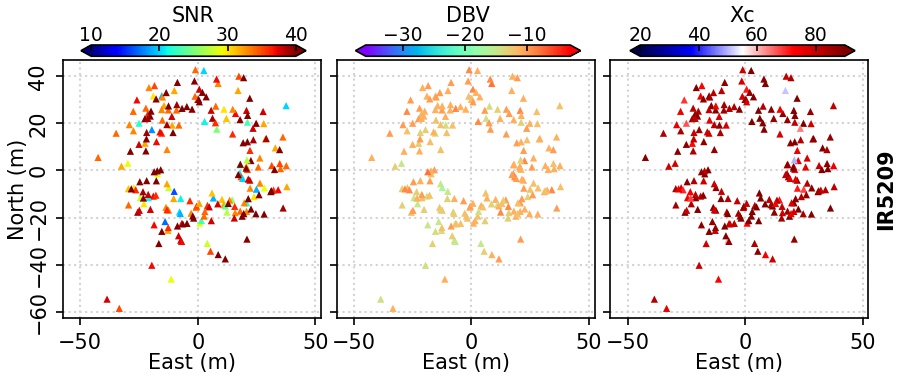 SNR DBV Xc
10 20 30 40 −30 −20 −10 20 40 60 80
North (m)
40
20
0
−20
−40
−60
IR5209
−50 0 50 −50 0 50 −50 0 50
East (m) East (m) East (m)